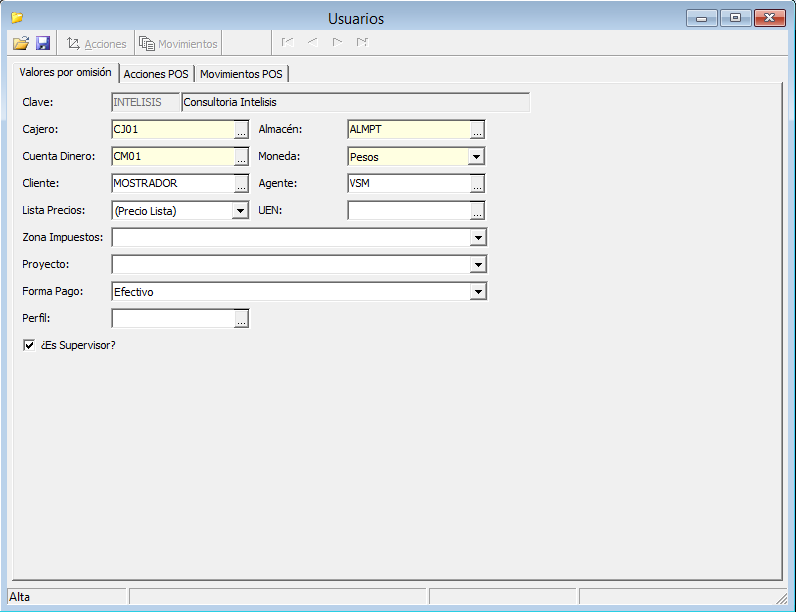 Usuarios
Acciones Movimientos
Valores por omisión Acciones POS Movimientos POS
Clave: INTELISIS Consultoria Intelisis
Cajero: CJ01 ... Almacén: ALMPT ...
Cuenta Dinero: CM01 ... Moneda: Pesos
Cliente: MOSTRADOR ... Agente: VSM ...
Lista Precios: (Precio Lista) UEN: ...
Zona Impuestos:
Proyecto:
Forma Pago: Efectivo
Perfil: ...
¿Es Supervisor?
Alta